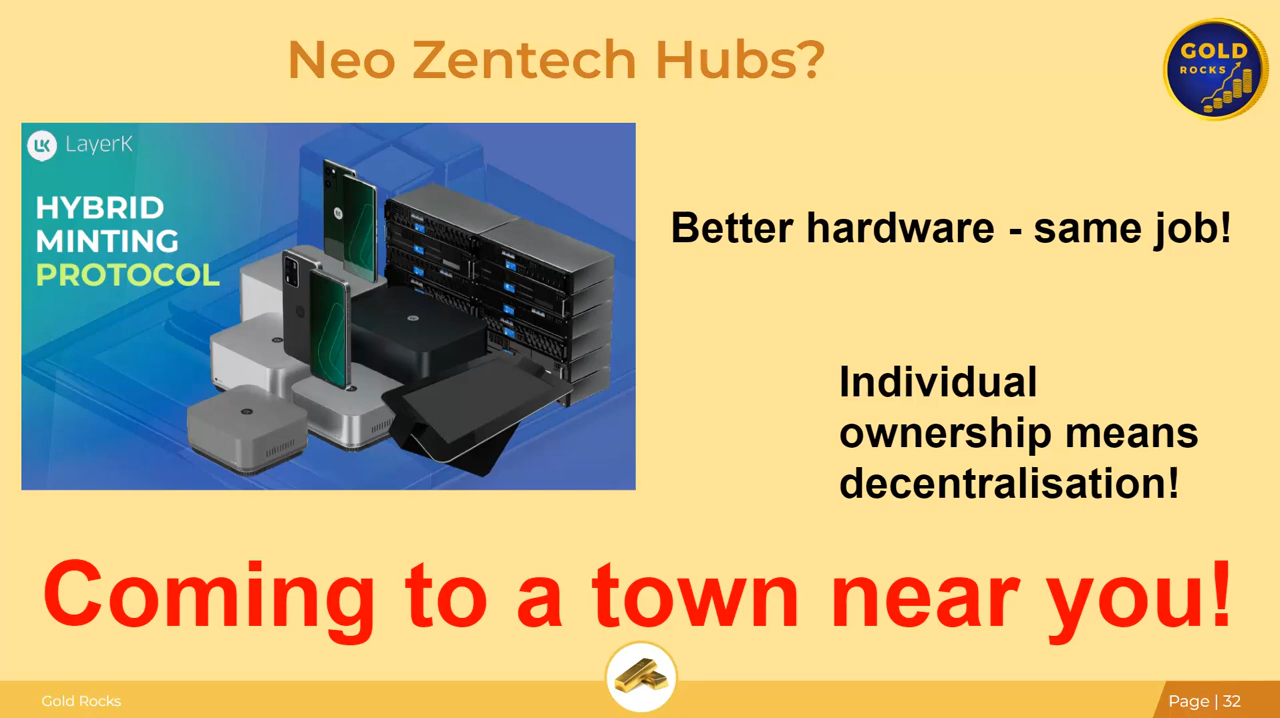 Neo Zentech Hubs?
GOLD
ROCKS
LK LayerK
HYBRID
MINTING
PROTOCOL
Better hardware - same job!
Individual
ownership means
decentralisation!
Coming to a town near you!
Gold Rocks
Page | 32